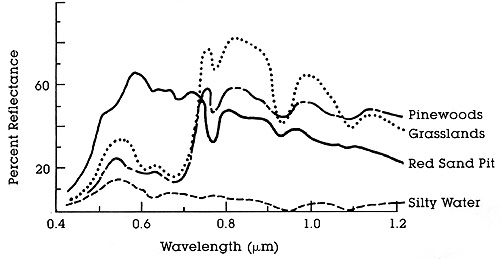 Percent Reflectance
60
20
Pinewoods
Grasslands
Red Sand Pit
Silty Water
0.4
0.6
0.8
1.0
1.2
Wavelength (μm)